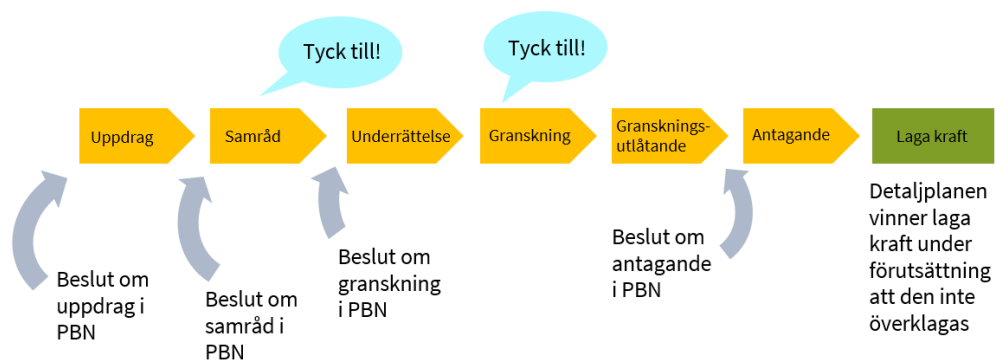 Tyck till!
Tyck till!
Uppdrag
Samråd
Underrättelse
Granskning
Gransknings-
utlåtande
Antagande
Laga kraft
Beslut om
uppdrag i
PBN
Beslut om
samråd i
PBN
Beslut om
granskning
i PBN
Beslut om
antagande
i PBN
Detaljplanen
vinner laga
kraft under
förutsättning
att den inte
överklagas